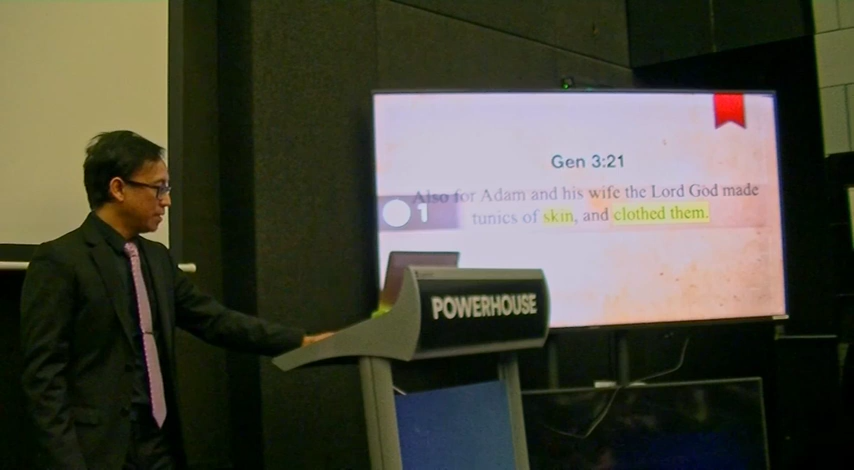 Gen 3:21
Also for Adam and his wife the Lord God made
1
tunics of skin, and clothed them.
POWERHOUSE